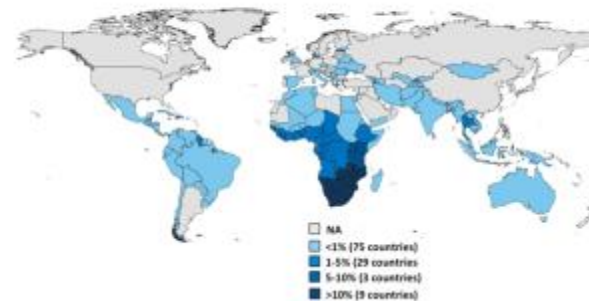 NA
<1% (75 countries)
1-5% (29 countries
5-10% (3 countries)
>10% (9 countries)